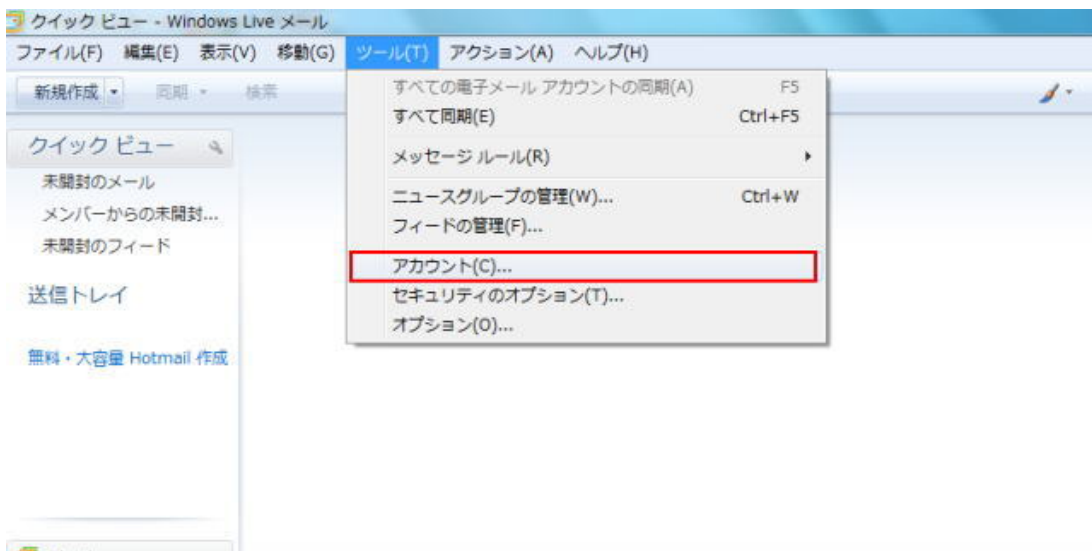 クイック ビュー - Windows Live メール
ファイル(F) 編集(E) 表示(V) 移動(G) ツール(T) アクション(A) ヘルプ(H)
新規作成 同期 検索
すべての電子メール アカウントの同期(A) F5
すべて同期(E) Ctrl+F5
メッセージ ルール(R)
ニュースグループの管理(W)... Ctrl+W
フィードの管理(F)...
アカウント(C)...
セキュリティのオプション(T)...
オプション(O)...
クイック ビュー
未開封のメール
メンバーからの未開封...
未開封のフィード
送信トレイ
無料・大容量 Hotmail 作成